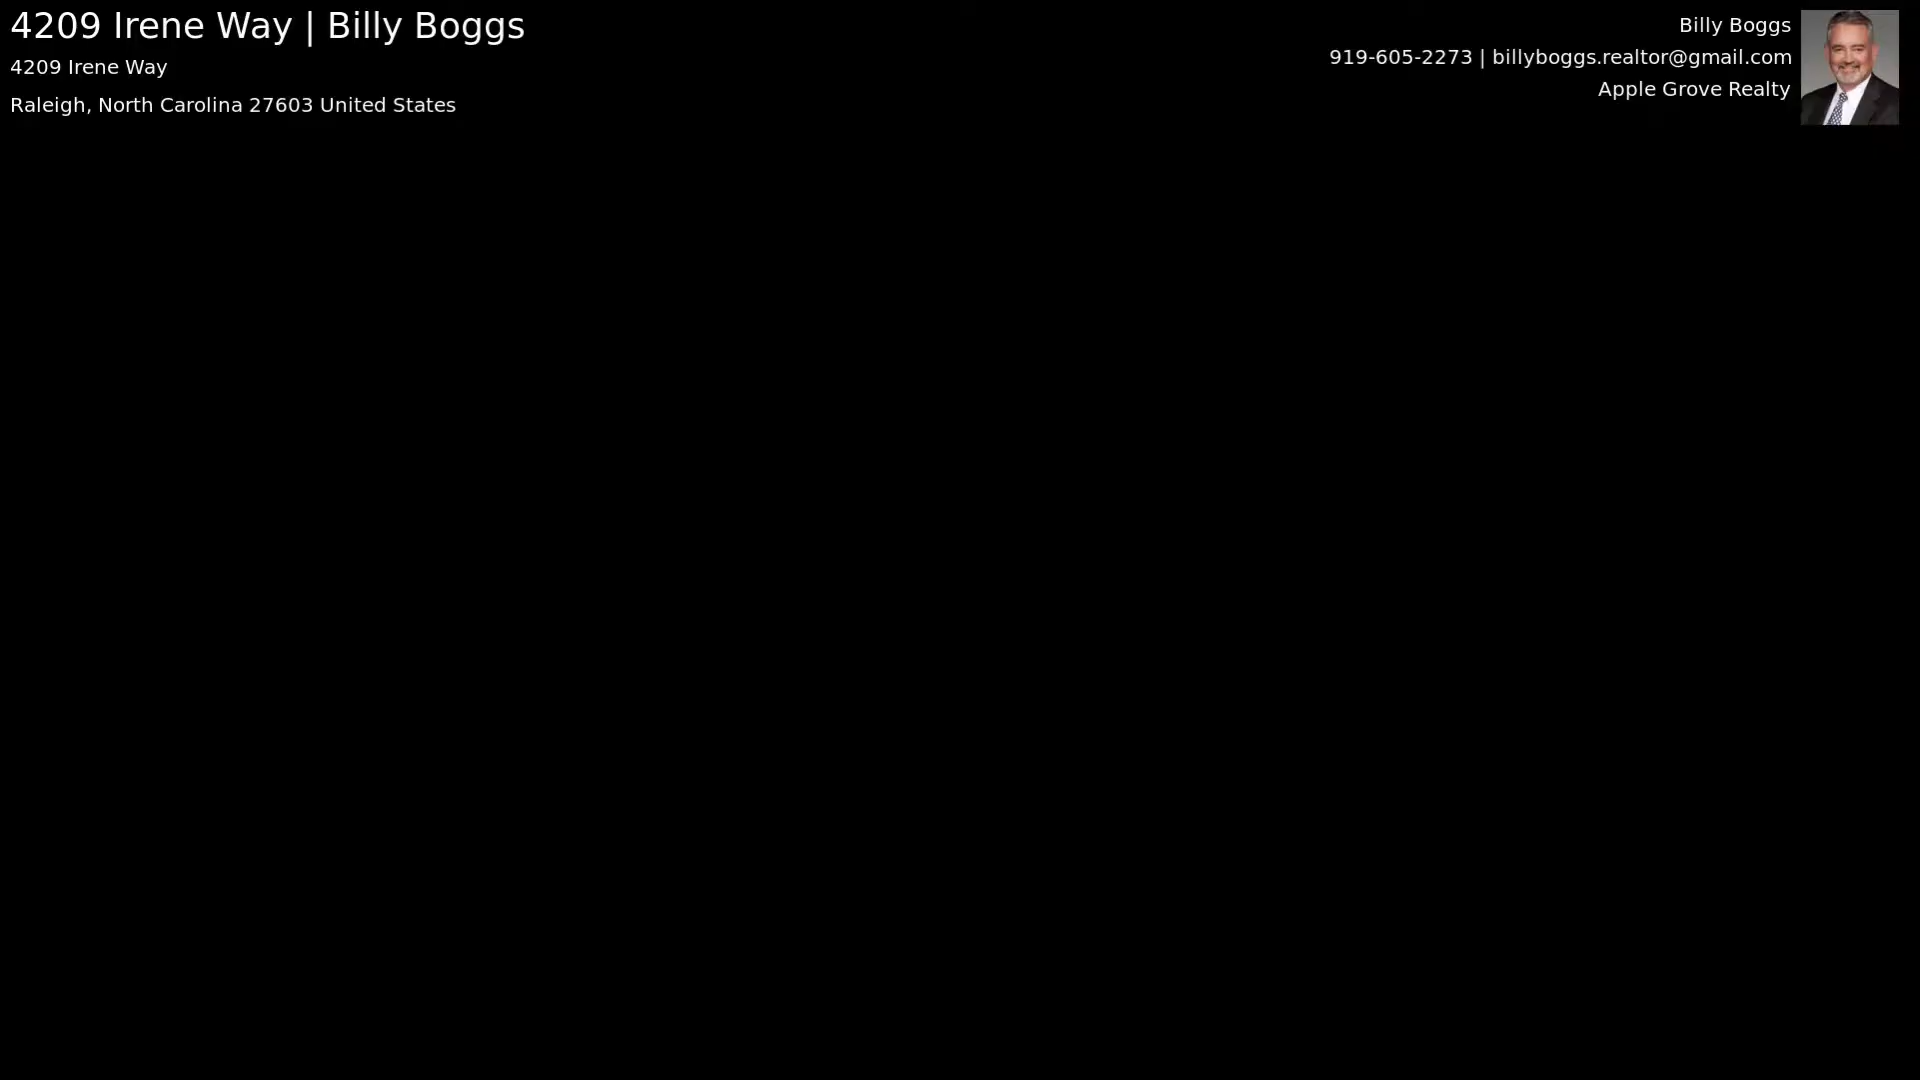 4209 Irene Way | Billy Boggs
4209 Irene Way
Raleigh, North Carolina 27603 United States
Billy Boggs
919-605-2273 | billyboggs.realtor@gmail.com
Apple Grove Realty